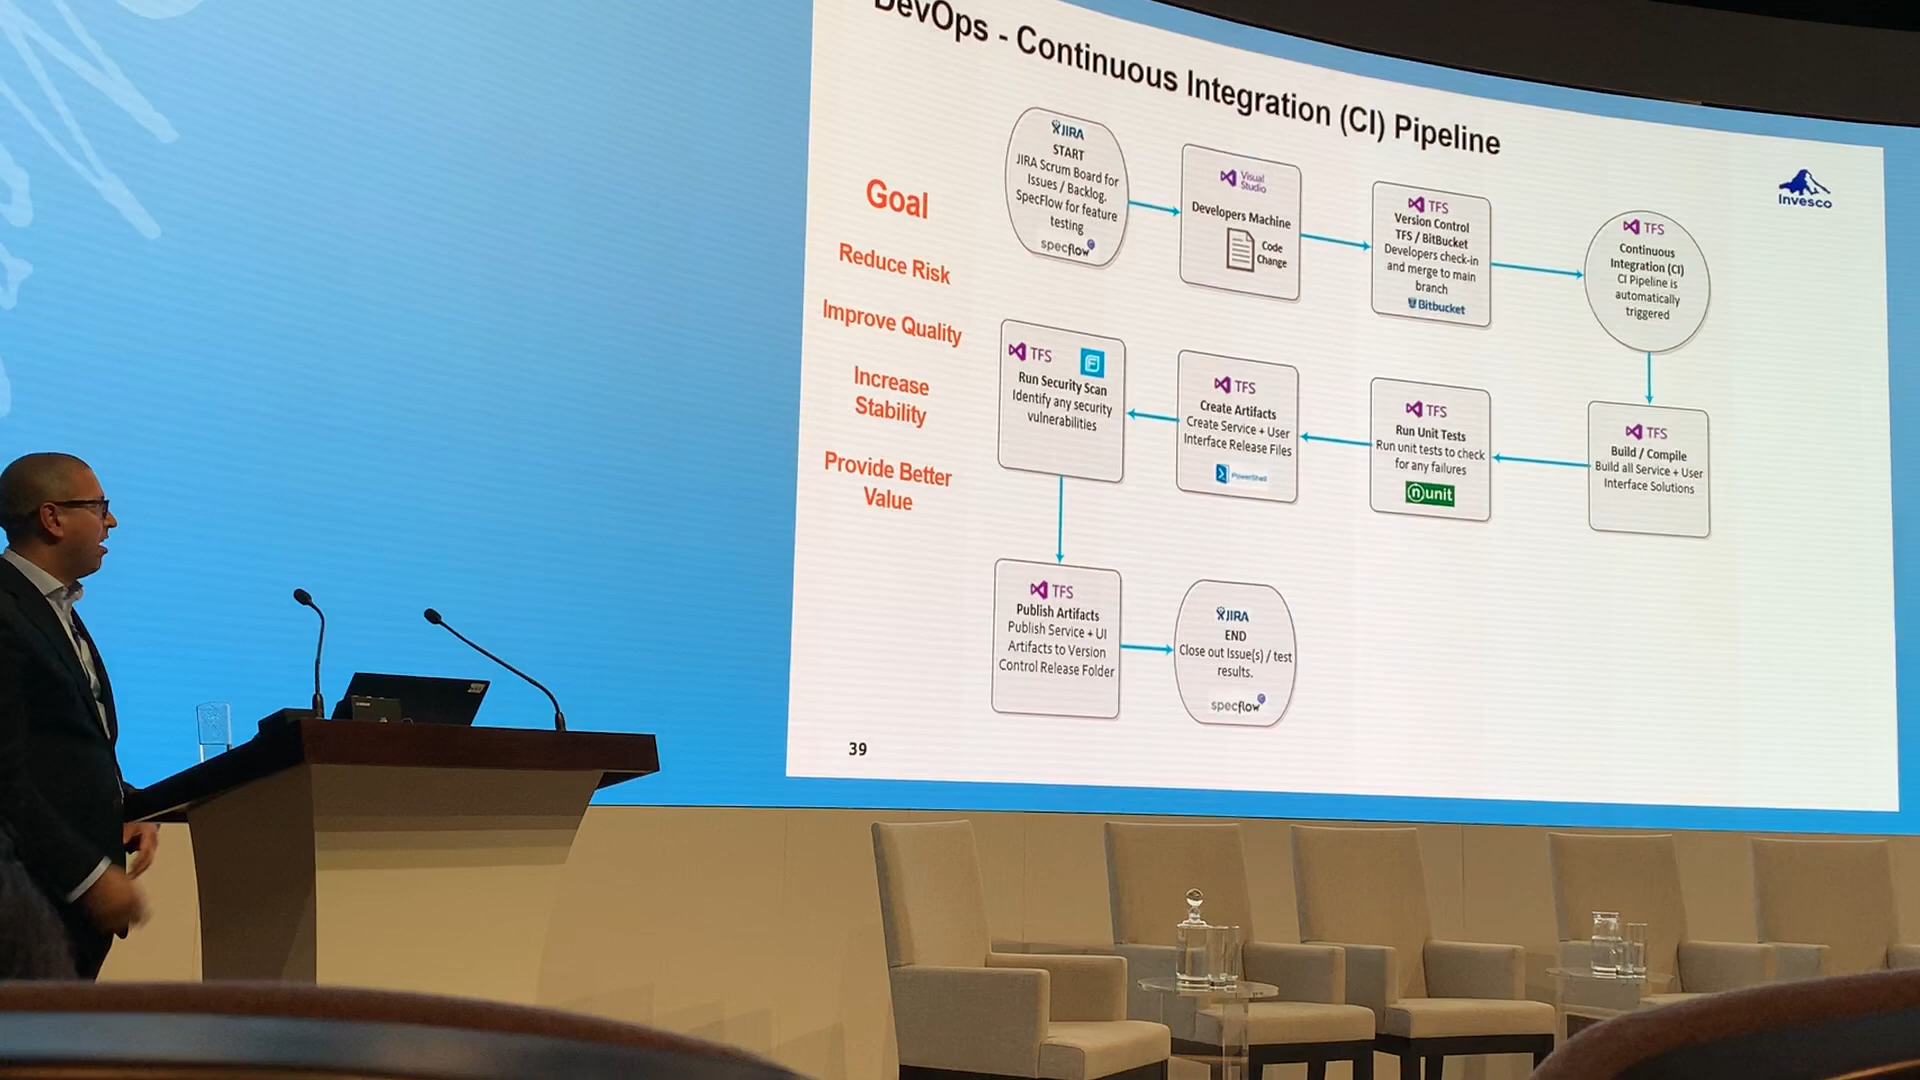 DevOps - Continuous Integration (CI) Pipeline
Invesco
Goal
Reduce Risk
Improve Quality
Increase
Stability
Provide Better
Value
JIRA
START
JIRA Scrum Board for
Issues / Backlog.
SpecFlow for feature
testing
specflow
Visual
Studio
Developers Machine
Code
Change
TFS
Version Control
TFS / BitBucket
Developers check-in
and merge to main
branch
Bitbucket
TFS
Continuous
Integration (CI)
CI Pipeline is
automatically
triggered
TFS
Build / Compile
Build all Service + User
Interface Solutions
TFS
Run Unit Tests
Run unit tests to check
for any failures
nunit
TFS
Create Artifacts
Create Service + User
Interface Release Files
PowerShell
TFS
Run Security Scan
Identify any security
vulnerabilities
TFS
Publish Artifacts
Publish Service + UI
Artifacts to Version
Control Release Folder
JIRA
END
Close out Issue(s) / test
results.
specflow
39